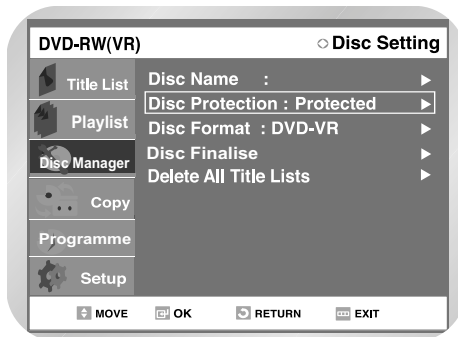 DVD-RW(VR) Disc Setting
Title List
Playlist
Disc Manager
Copy
Programme
Setup
Disc Name :
Disc Protection : Protected
Disc Format : DVD-VR
Disc Finalise
Delete All Title Lists
MOVE OK RETURN EXIT